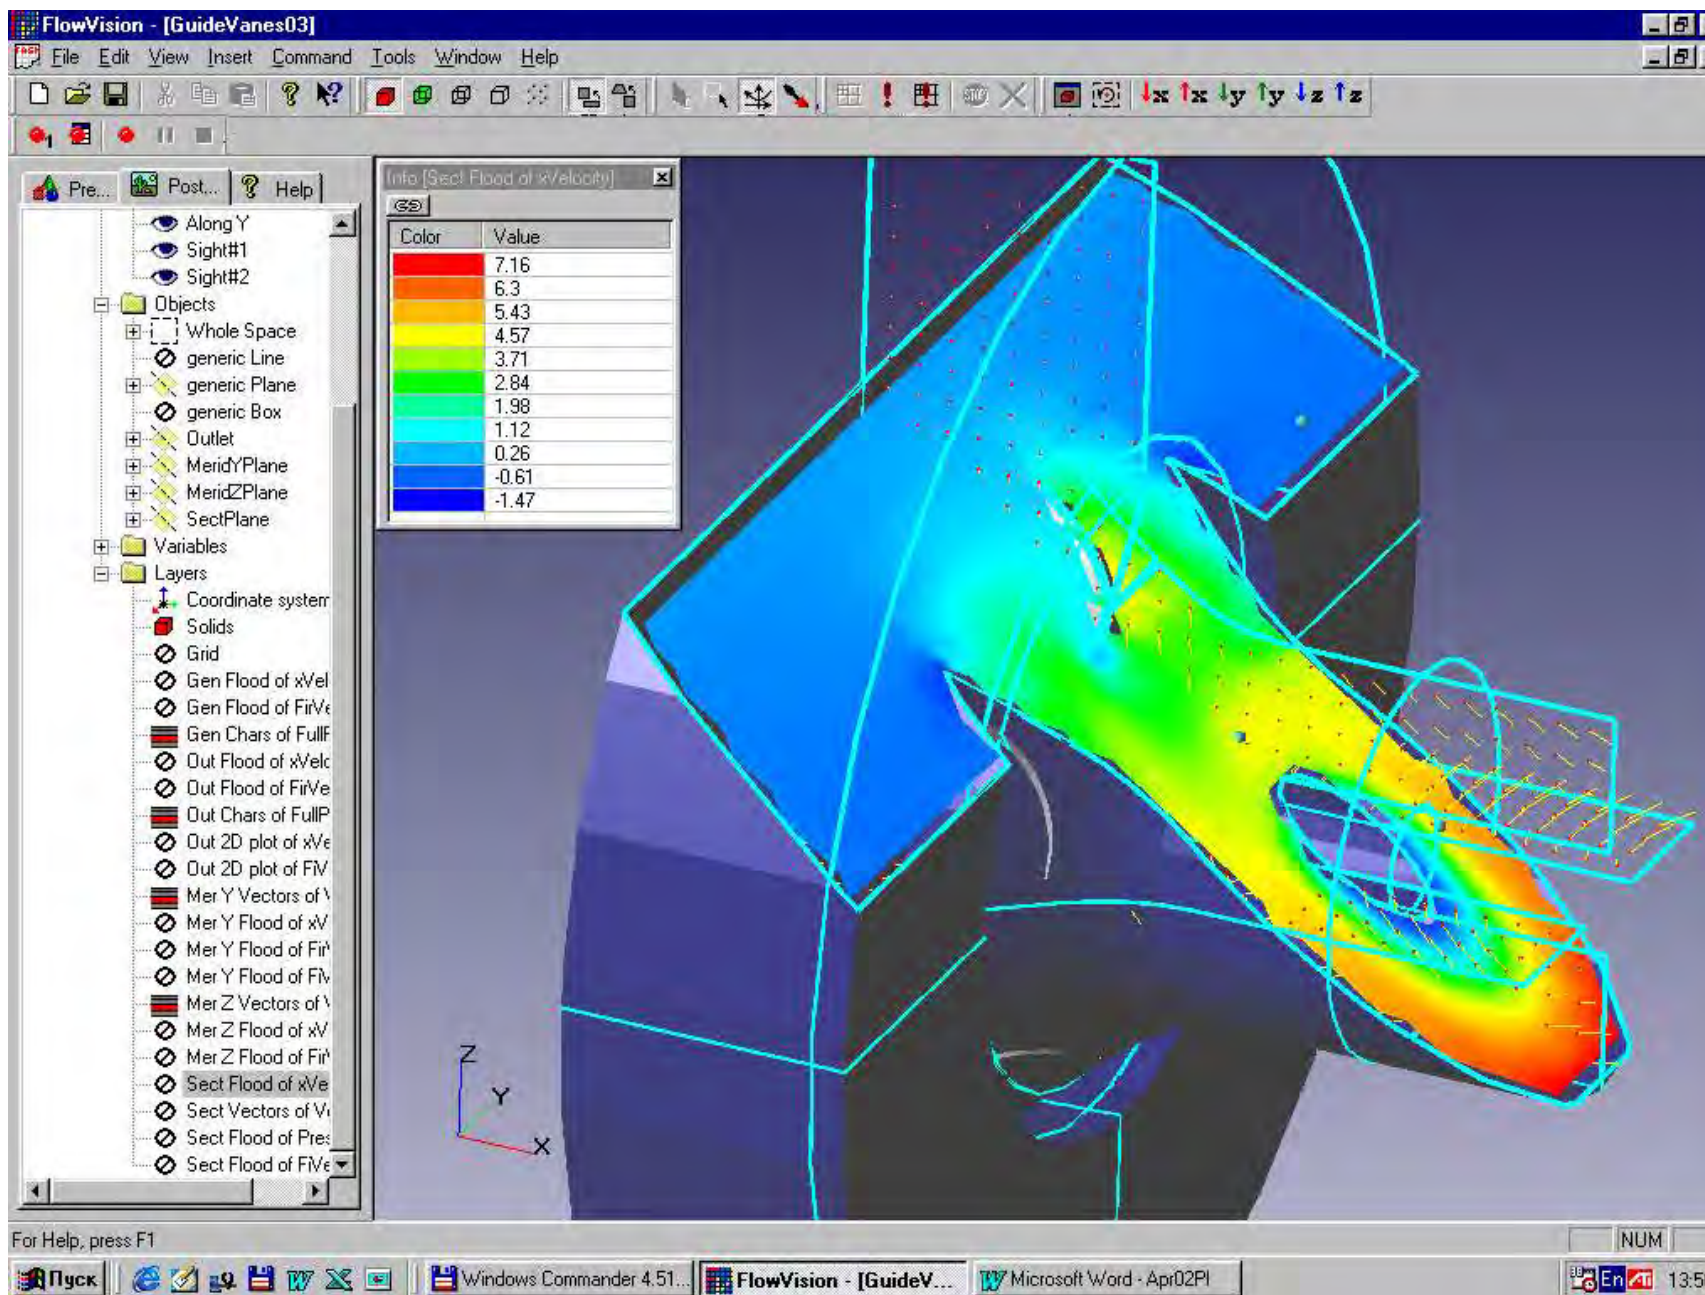 FlowVision - [GuideVanes03]
File Edit View Insert Command Tools Window Help
x x y y z z
Pre... Post... Help
Along Y
Sight#1
Sight#2
Objects
Whole Space
generic Line
generic Plane
generic Box
Outlet
MeridYPlane
MeridZPlane
SectPlane
Variables
Layers
Coordinate system
Solids
Grid
Gen Flood of xVel
Gen Flood of FirVe
Gen Chars of FullF
Out Flood of xVelo
Out Flood of FirVe
Out Chars of FullP
Out 2D plot of xVe
Out 2D plot of FiV
Mer Y Vectors of V
Mer Y Flood of xV
Mer Y Flood of FirV
Mer Y Flood of FiV
Mer Z Vectors of V
Mer Z Flood of xV
Mer Z Flood of FirV
Sect Flood of xVe
Sect Vectors of V
Sect Flood of Pres
Sect Flood of FiVe
Info [Sect Flood of xVelocity]
Color Value
7.16
6.3
5.43
4.57
3.71
2.84
1.98
1.12
0.26
-0.61
-1.47
Z
Y
X
For Help, press F1
NUM
Пуск
Windows Commander 4.51...
FlowVision - [GuideV...
Microsoft Word - Apr02Pl
En
13:5